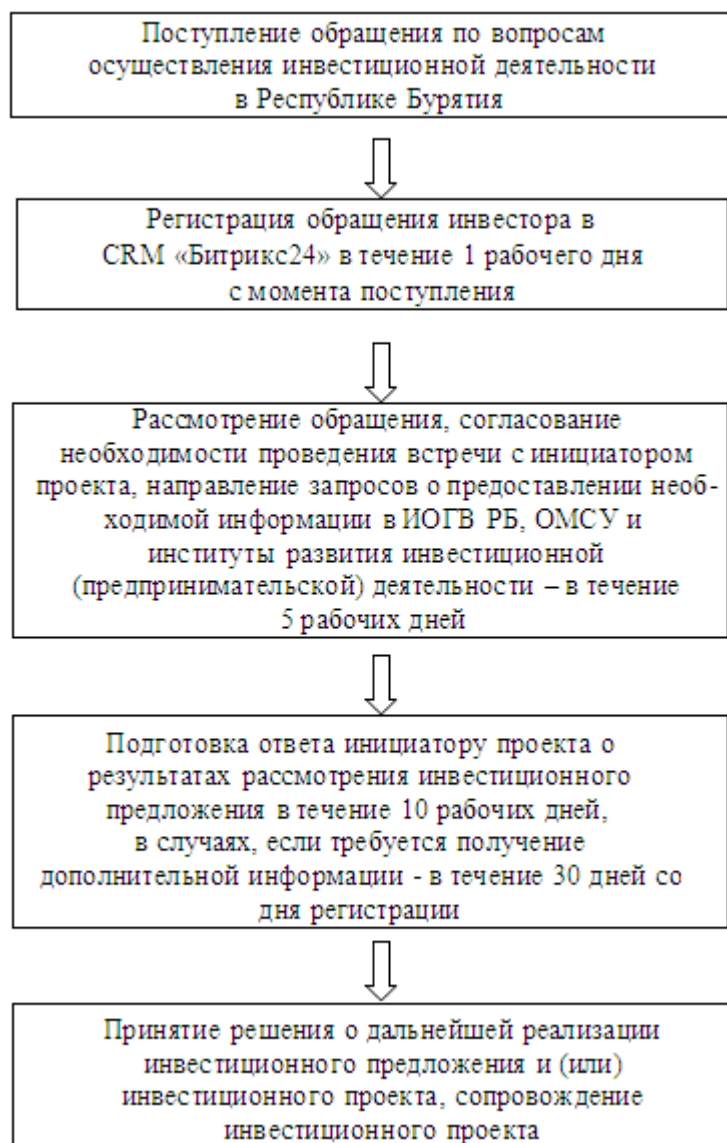 Поступление обращения по вопросам
осуществления инвестиционной деятельности
в Республике Бурятия
Регистрация обращения инвестора в
CRM «Битрикс24» в течение 1 рабочего дня
с момента поступления
Рассмотрение обращения, согласование
необходимости проведения встречи с инициатором
проекта, направление запросов о предоставлении необ-
ходимой информации в ИОГВ РБ, ОМСУ и
институты развития инвестиционной
(предпринимательской) деятельности – в течение
5 рабочих дней
Подготовка ответа инициатору проекта о
результатах рассмотрения инвестиционного
предложения в течение 10 рабочих дней,
в случаях, если требуется получение
дополнительной информации - в течение 30 дней со
дня регистрации
Принятие решения о дальнейшей реализации
инвестиционного предложения и (или)
инвестиционного проекта, сопровождение
инвестиционного проекта